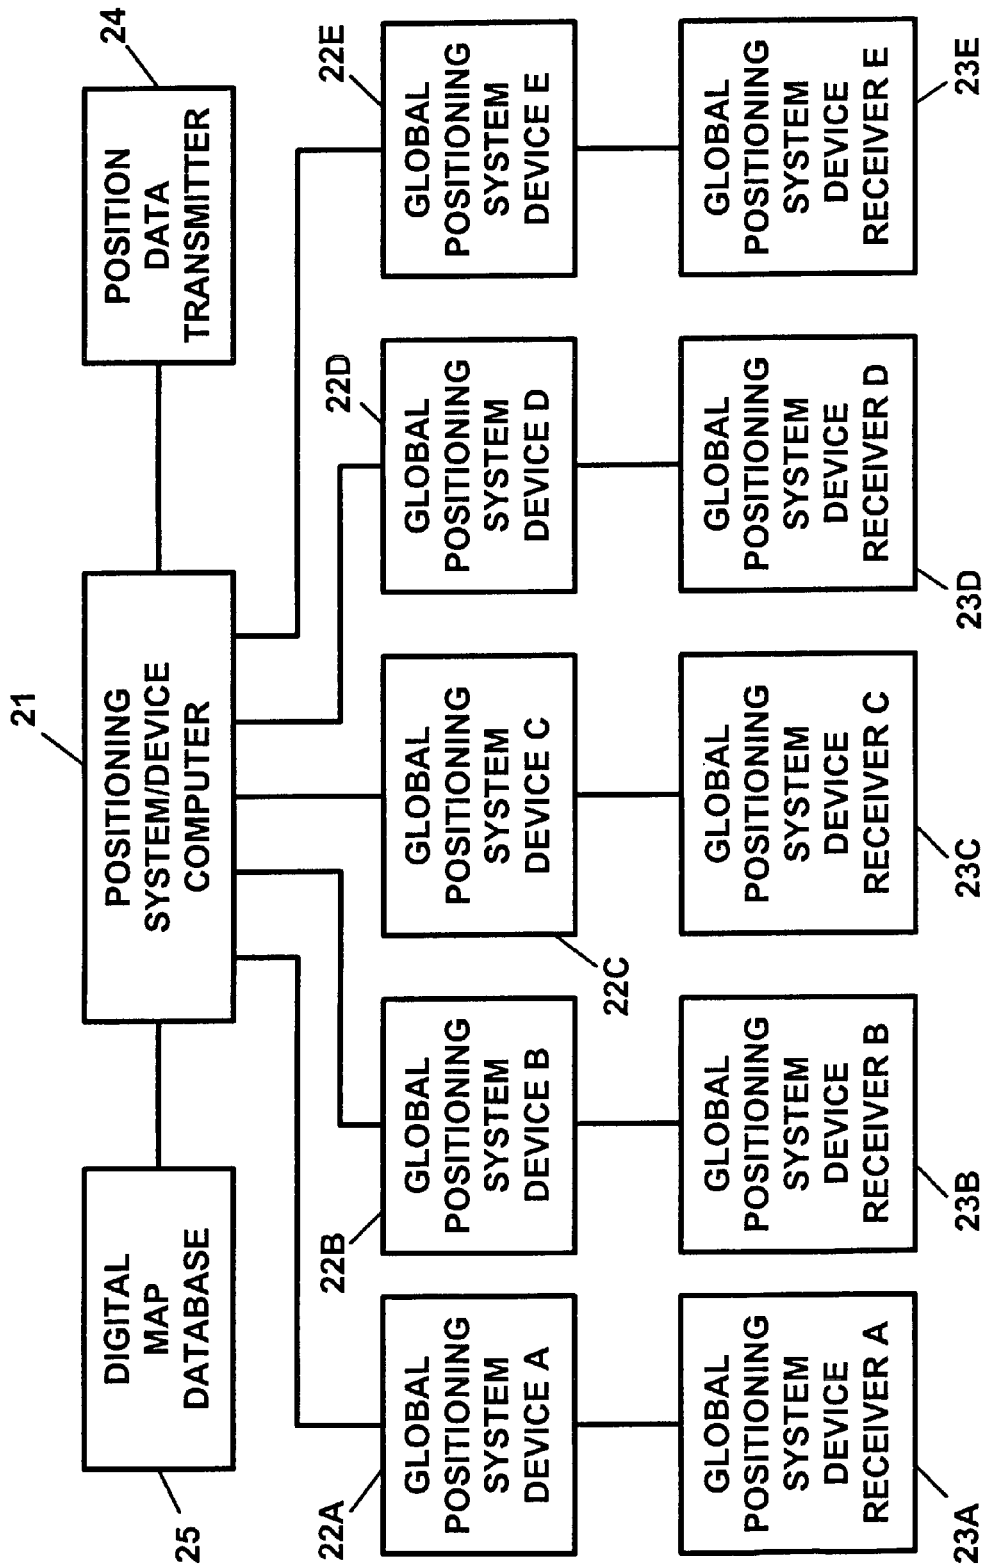 21
24
25
DIGITAL
MAP
DATABASE
POSITIONING
SYSTEM/DEVICE
COMPUTER
POSITION
DATA
TRANSMITTER
22A
GLOBAL
POSITIONING
SYSTEM
DEVICE A
22B
GLOBAL
POSITIONING
SYSTEM
DEVICE B
22C
GLOBAL
POSITIONING
SYSTEM
DEVICE C
22D
GLOBAL
POSITIONING
SYSTEM
DEVICE D
22E
GLOBAL
POSITIONING
SYSTEM
DEVICE E
GLOBAL
POSITIONING
SYSTEM
DEVICE
RECEIVER A
23A
GLOBAL
POSITIONING
SYSTEM
DEVICE
RECEIVER B
23B
GLOBAL
POSITIONING
SYSTEM
DEVICE
RECEIVER C
23C
GLOBAL
POSITIONING
SYSTEM
DEVICE
RECEIVER D
23D
GLOBAL
POSITIONING
SYSTEM
DEVICE
RECEIVER E
23E